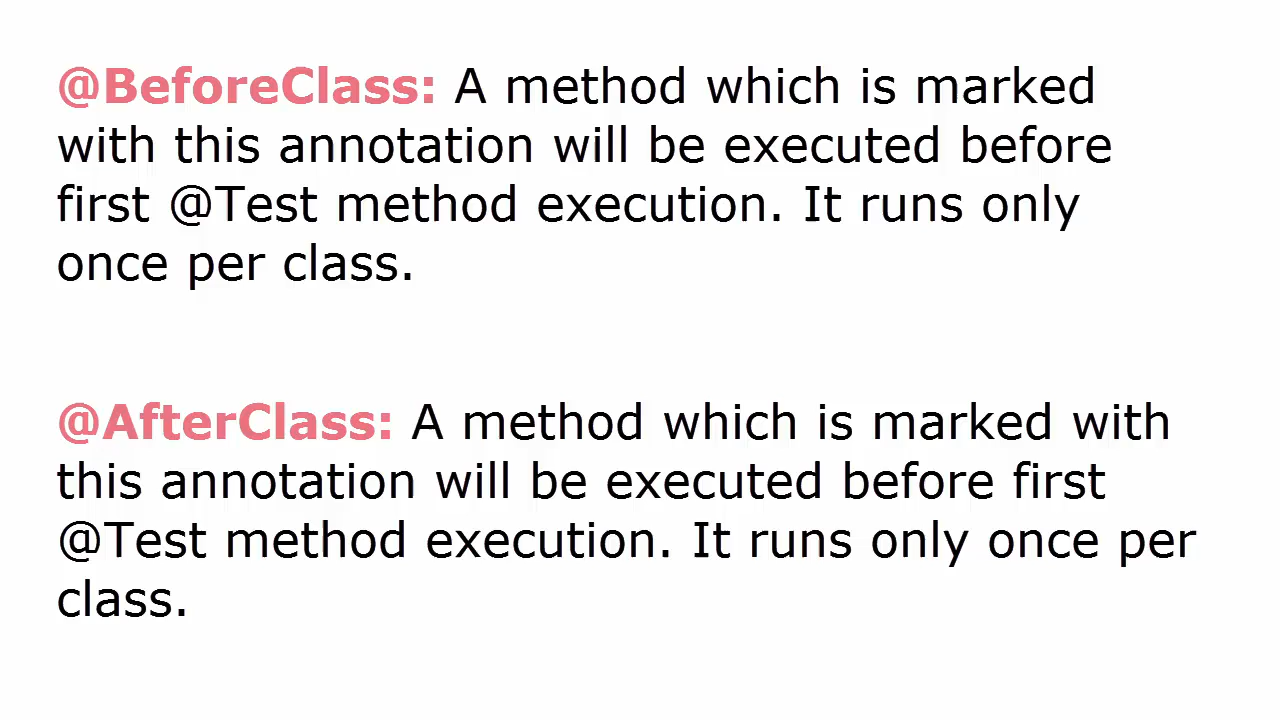 @BeforeClass: A method which is marked
with this annotation will be executed before
first @Test method execution. It runs only
once per class.
@AfterClass: A method which is marked with
this annotation will be executed before first
@Test method execution. It runs only once per
class.